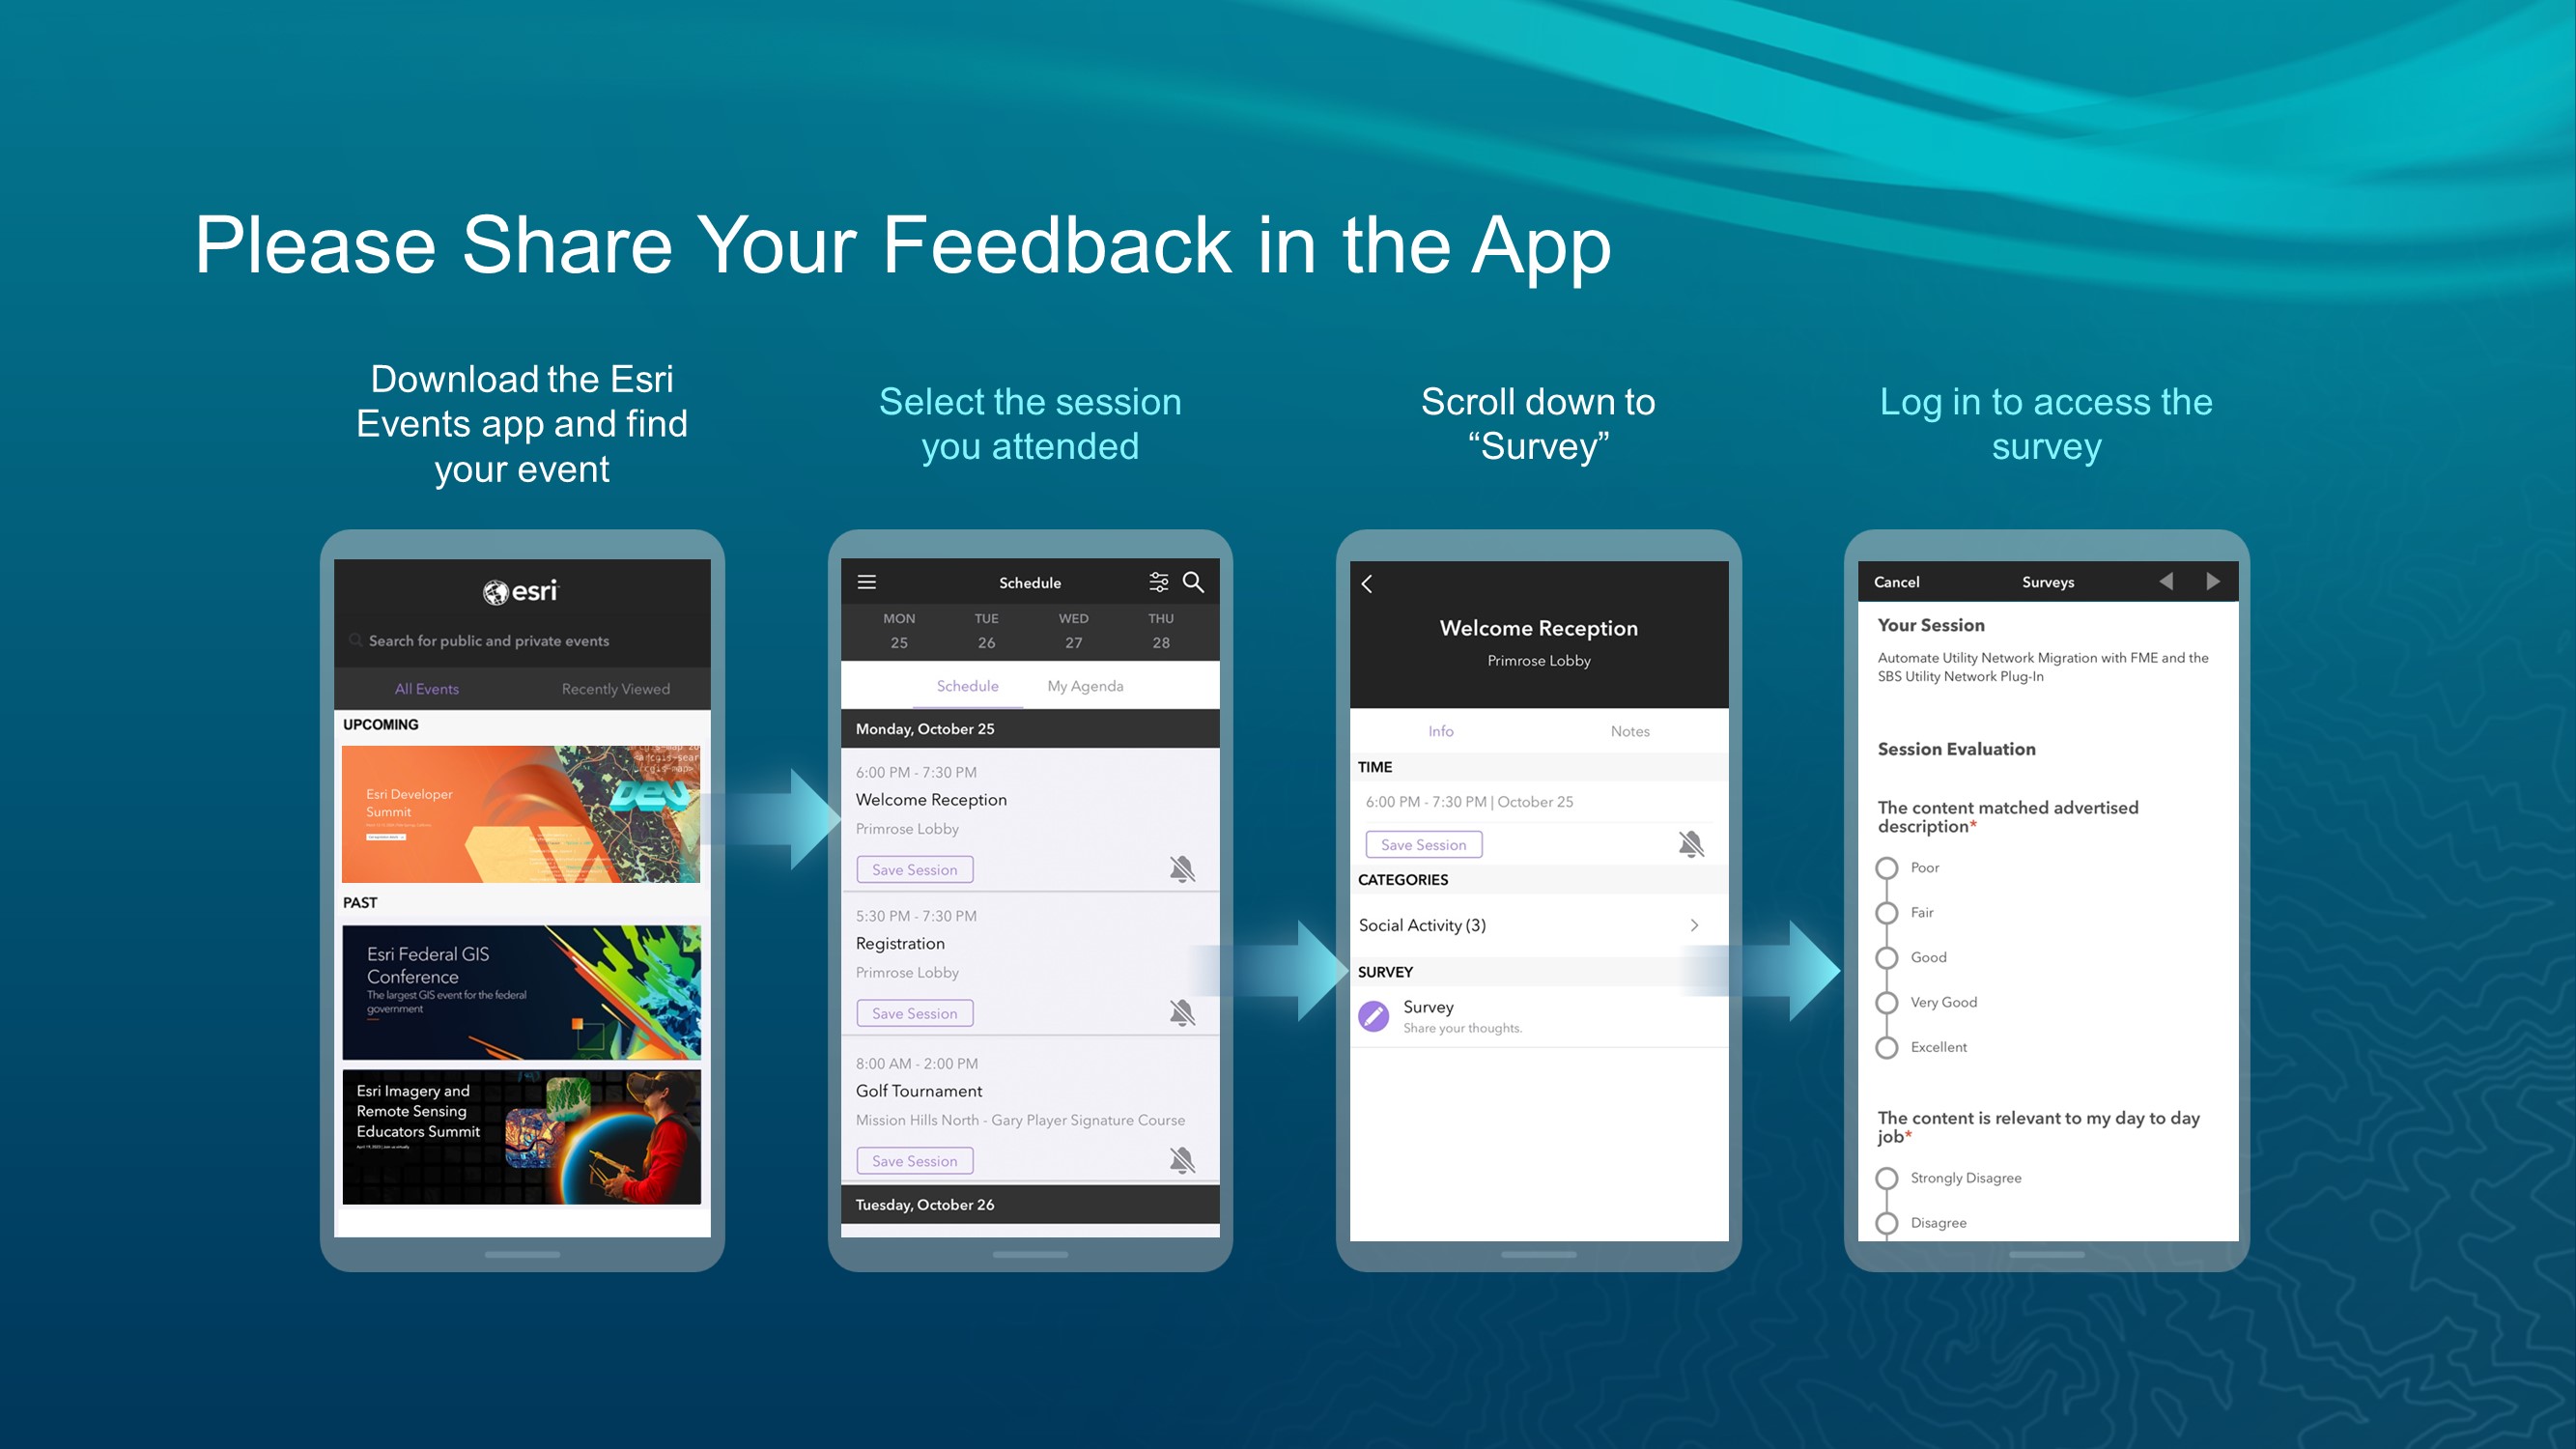 Please Share Your Feedback in the App
Download the Esri
Events app and find
your event
Select the session
you attended
Scroll down to
“Survey”
Log in to access the
survey
esri
Search for public and private events
All Events Recently Viewed
UPCOMING
Esri Developer
Summit
DEV
PAST
Esri Federal GIS
Conference
The largest GIS event for the federal
government
Esri Imagery and
Remote Sensing
Educators Summit
Schedule
MON TUE WED THU
25 26 27 28
Schedule My Agenda
Monday, October 25
6:00 PM - 7:30 PM
Welcome Reception
Primrose Lobby
Save Session
5:30 PM - 7:30 PM
Registration
Primrose Lobby
Save Session
8:00 AM - 2:00 PM
Golf Tournament
Mission Hills North - Gary Player Signature Course
Save Session
Tuesday, October 26
Welcome Reception
Primrose Lobby
Info Notes
TIME
6:00 PM - 7:30 PM | October 25
Save Session
CATEGORIES
Social Activity (3)
SURVEY
Survey
Share your thoughts.
Cancel Surveys
Your Session
Automate Utility Network Migration with FME and the
SBS Utility Network Plug-In
Session Evaluation
The content matched advertised
description*
Poor
Fair
Good
Very Good
Excellent
The content is relevant to my day to day
job*
Strongly Disagree
Disagree